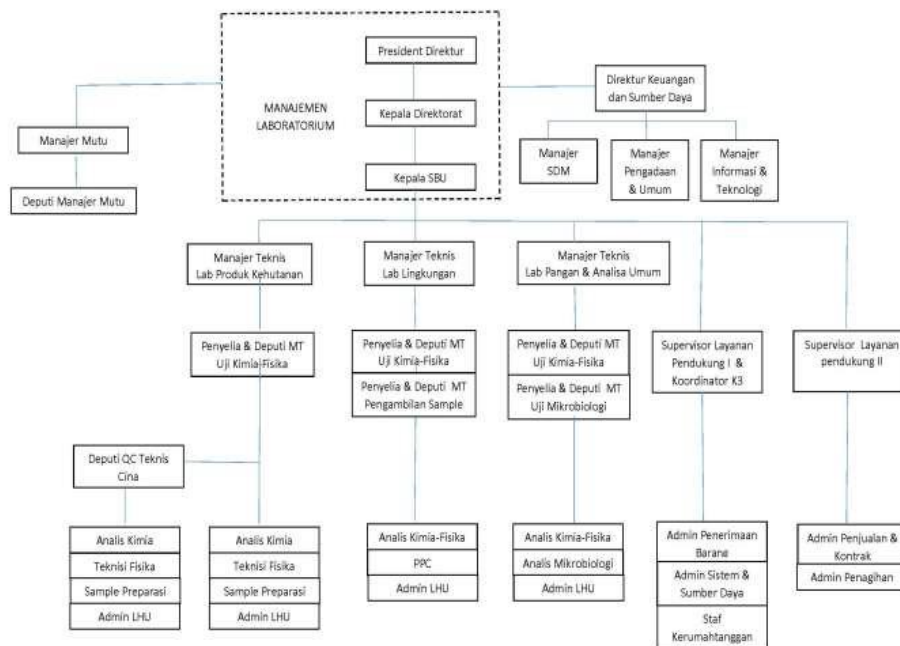 President Direktur
MANAJEMEN
LABORATORIUM
Kepala Direktorat
Kepala SBU
Direktur Keuangan
dan Sumber Daya
Manajer Mutu
Deputi Manajer Mutu
Manajer
SDM
Manajer
Pengadaan
& Umum
Manajer
Informasi &
Teknologi
Manajer Teknis
Lab Produk Kehutanan
Manajer Teknis
Lab Lingkungan
Manajer Teknis
Lab Pangan & Analisa Umum
Penyelia & Deputi MT
Uji Kimia-Fisika
Penyelia & Deputi MT
Uji Kimia-Fisika
Penyelia & Deputi MT
Pengambilan Sample
Penyelia & Deputi MT
Uji Kimia-Fisika
Penyelia & Deputi MT
Uji Mikrobiologi
Supervisor Layanan
Pendukung I &
Koordinator K3
Supervisor Layanan
pendukung II
Deputi QC Teknis
Cina
Analis Kimia
Teknisi Fisika
Sample Preparasi
Admin LHU
Analis Kimia
Teknisi Fisika
Sample Preparasi
Admin LHU
Analis Kimia-Fisika
PPC
Admin LHU
Analis Kimia-Fisika
Analis Mikrobiologi
Admin LHU
Admin Penerimaan
Barang
Admin Sistem &
Sumber Daya
Staf
Kerumahtanggan
Admin Penjualan &
Kontrak
Admin Penagihan